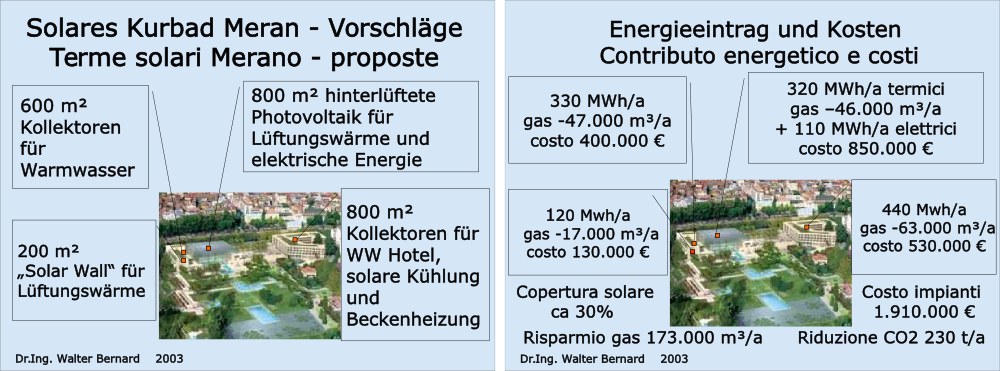 Solares Kurbad Meran - Vorschläge
Terme solari Merano - proposte
600 m²
Kollektoren
für
Warmwasser
800 m² hinterlüftete
Photovoltaik für
Lüftungswärme und
elektrische Energie
200 m²
„Solar Wall“ für
Lüftungswärme
800 m²
Kollektoren für
WW Hotel,
solare Kühlung
und
Beckenheizung
Dr.Ing. Walter Bernard 2003
Energieeintrag und Kosten
Contributo energetico e costi
330 MWh/a
gas -47.000 m³/a
costo 400.000 €
320 MWh/a termici
gas –46.000 m³/a
+ 110 MWh/a elettrici
costo 850.000 €
120 Mwh/a
gas -17.000 m³/a
costo 130.000 €
440 Mwh/a
gas -63.000 m³/a
costo 530.000 €
Copertura solare
ca 30%
Costo impianti
1.910.000 €
Risparmio gas 173.000 m³/a
Riduzione CO2 230 t/a
Dr.Ing. Walter Bernard 2003